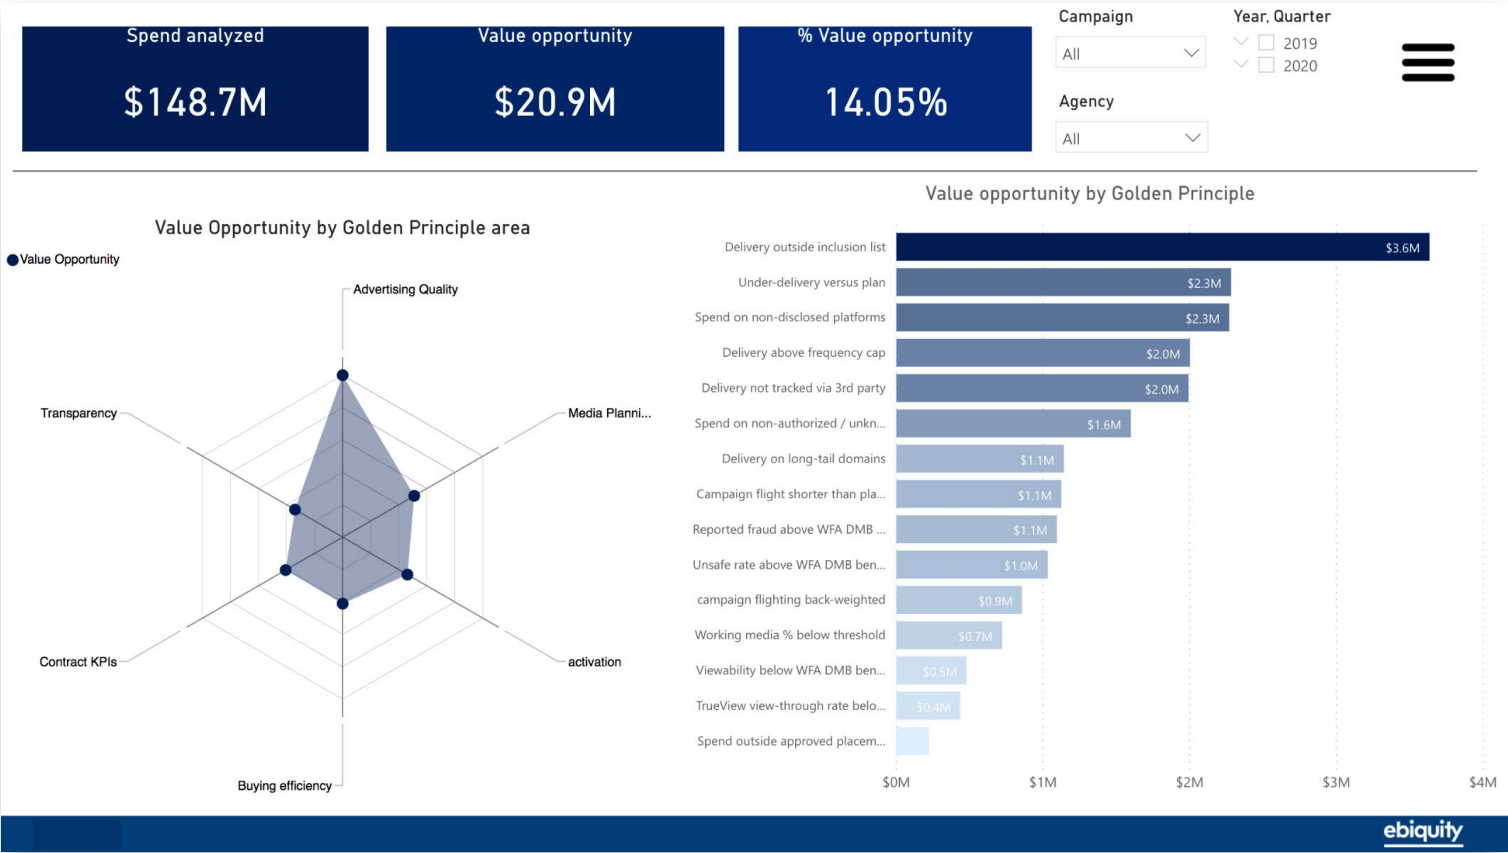 Spend analyzed
$148.7M
Value opportunity
$20.9M
% Value opportunity
14.05%
Campaign
All
Agency
All
Year, Quarter
2019
2020
Value Opportunity by Golden Principle area
Value Opportunity
Advertising Quality
Transparency
Media Planni...
Contract KPIs
activation
Buying efficiency
Value opportunity by Golden Principle
Delivery outside inclusion list $3.6M
Under-delivery versus plan $2.3M
Spend on non-disclosed platforms $2.3M
Delivery above frequency cap $2.0M
Delivery not tracked via 3rd party $2.0M
Spend on non-authorized / unkn... $1.6M
Delivery on long-tail domains $1.1M
Campaign flight shorter than pla... $1.1M
Reported fraud above WFA DMB ... $1.1M
Unsafe rate above WFA DMB ben... $1.0M
campaign flighting back-weighted $0.9M
Working media % below threshold $0.7M
Viewability below WFA DMB ben... $0.5M
TrueView view-through rate belo... $0.4M
Spend outside approved placem...
$0M $1M $2M $3M $4M
ebiquity